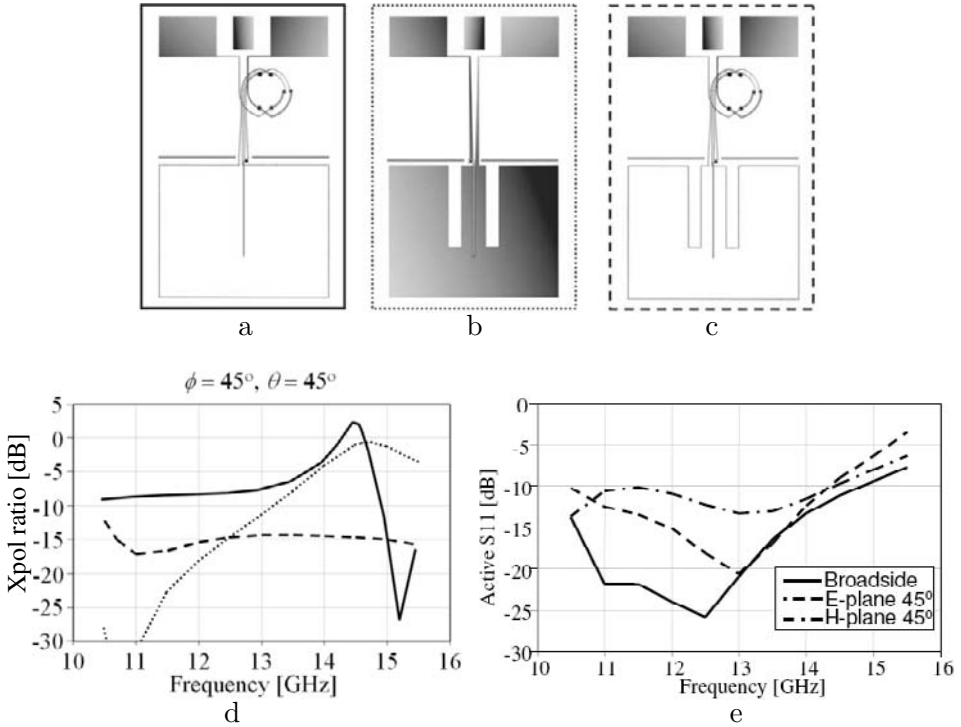 a
b
c
ϕ = 45°, θ = 45°
Xpol ratio [dB]
5
0
-5
-10
-15
-20
-25
-30
10
11
12
13
14
15
16
Frequency [GHz]
d
Active S11 [dB]
0
-5
-10
-15
-20
-25
-30
10
11
12
13
14
15
16
Frequency [GHz]
Broadside
E-plane 45º
H-plane 45º
e